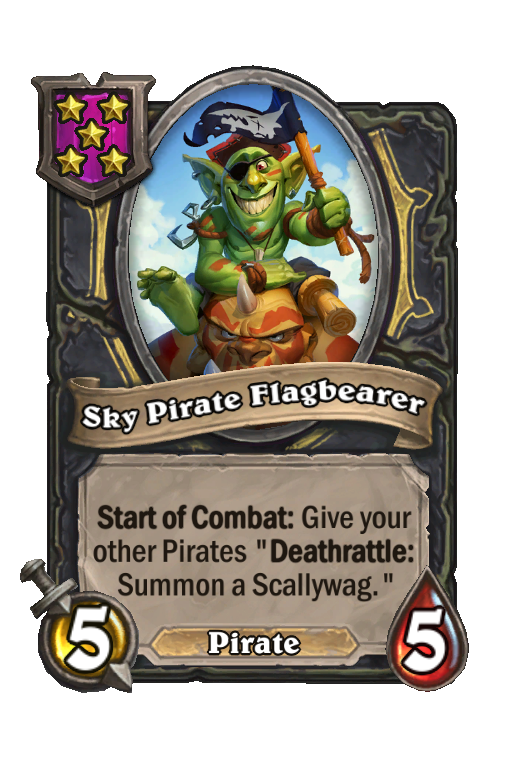 Sky Pirate Flagbearer
Start of Combat: Give your
other Pirates "Deathrattle:
Summon a Scallywag."
Pirate
5
5